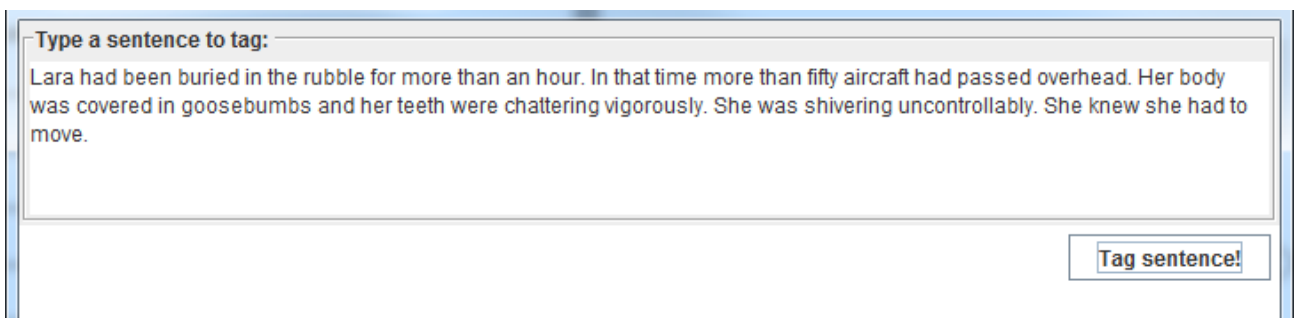 Type a sentence to tag:
Lara had been buried in the rubble for more than an hour. In that time more than fifty aircraft had passed overhead. Her body
was covered in goosebumbs and her teeth were chattering vigorously. She was shivering uncontrollably. She knew she had to
move.
Tag sentence!